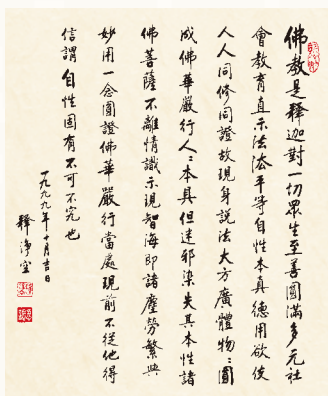 佛教是釋迦對一切眾生至善圓滿多元社
會教育直示法法平等自性本真德用欲使
人人同修同證故現身說法大方廣體物物圓
成佛華嚴行人人本具但迷邪染失其本性諸
佛菩薩不離情識示現智海即諸塵勞繁興
妙用一念圓證佛華嚴行當處現前不從他得
信謂自性固有不可不究也
一九九九年十月吉日
釋淨空